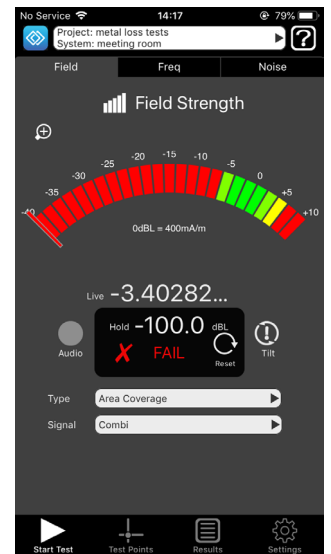 No Service 14:17 79%
Project: metal loss tests
System: meeting room
?
Field Freq Noise
Field Strength
-40 -35 -30 -25 -20 -15 -10 -5 0 +5 +10
0dBL = 400mA/m
Live -3.40282...
Hold -100.0 dBL
Audio
✗ FAIL
Reset
Tilt
Type Area Coverage
Signal Combi
Start Test Test Points Results Settings